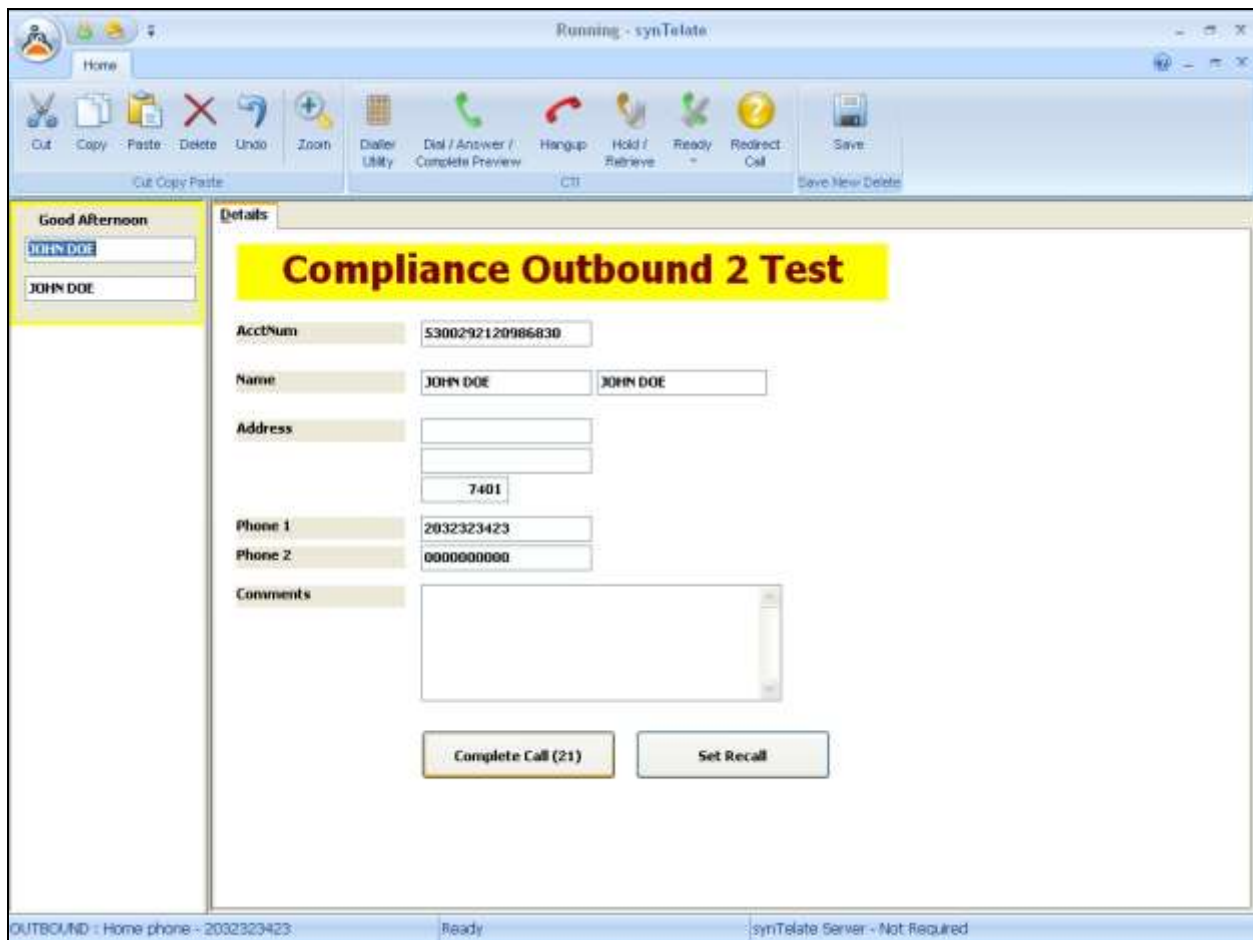 Running - synTelate
Home
Cut
Copy
Paste
Delete
Undo
Zoom
Dialler Utility
Dial / Answer / Complete Preview
Hangup
Hold / Retrieve
Ready
Redirect Call
Save
Cut Copy Paste
CTI
Save New Delete
Good Afternoon
JOHN DOE
JOHN DOE
Details
Compliance Outbound 2 Test
AcctNum 5300292120986830
Name JOHN DOE JOHN DOE
Address
7401
Phone 1 2032323423
Phone 2 0000000000
Comments
Complete Call (21) Set Recall
OUTBOUND : Home phone - 2032323423 Ready synTelate Server - Not Required